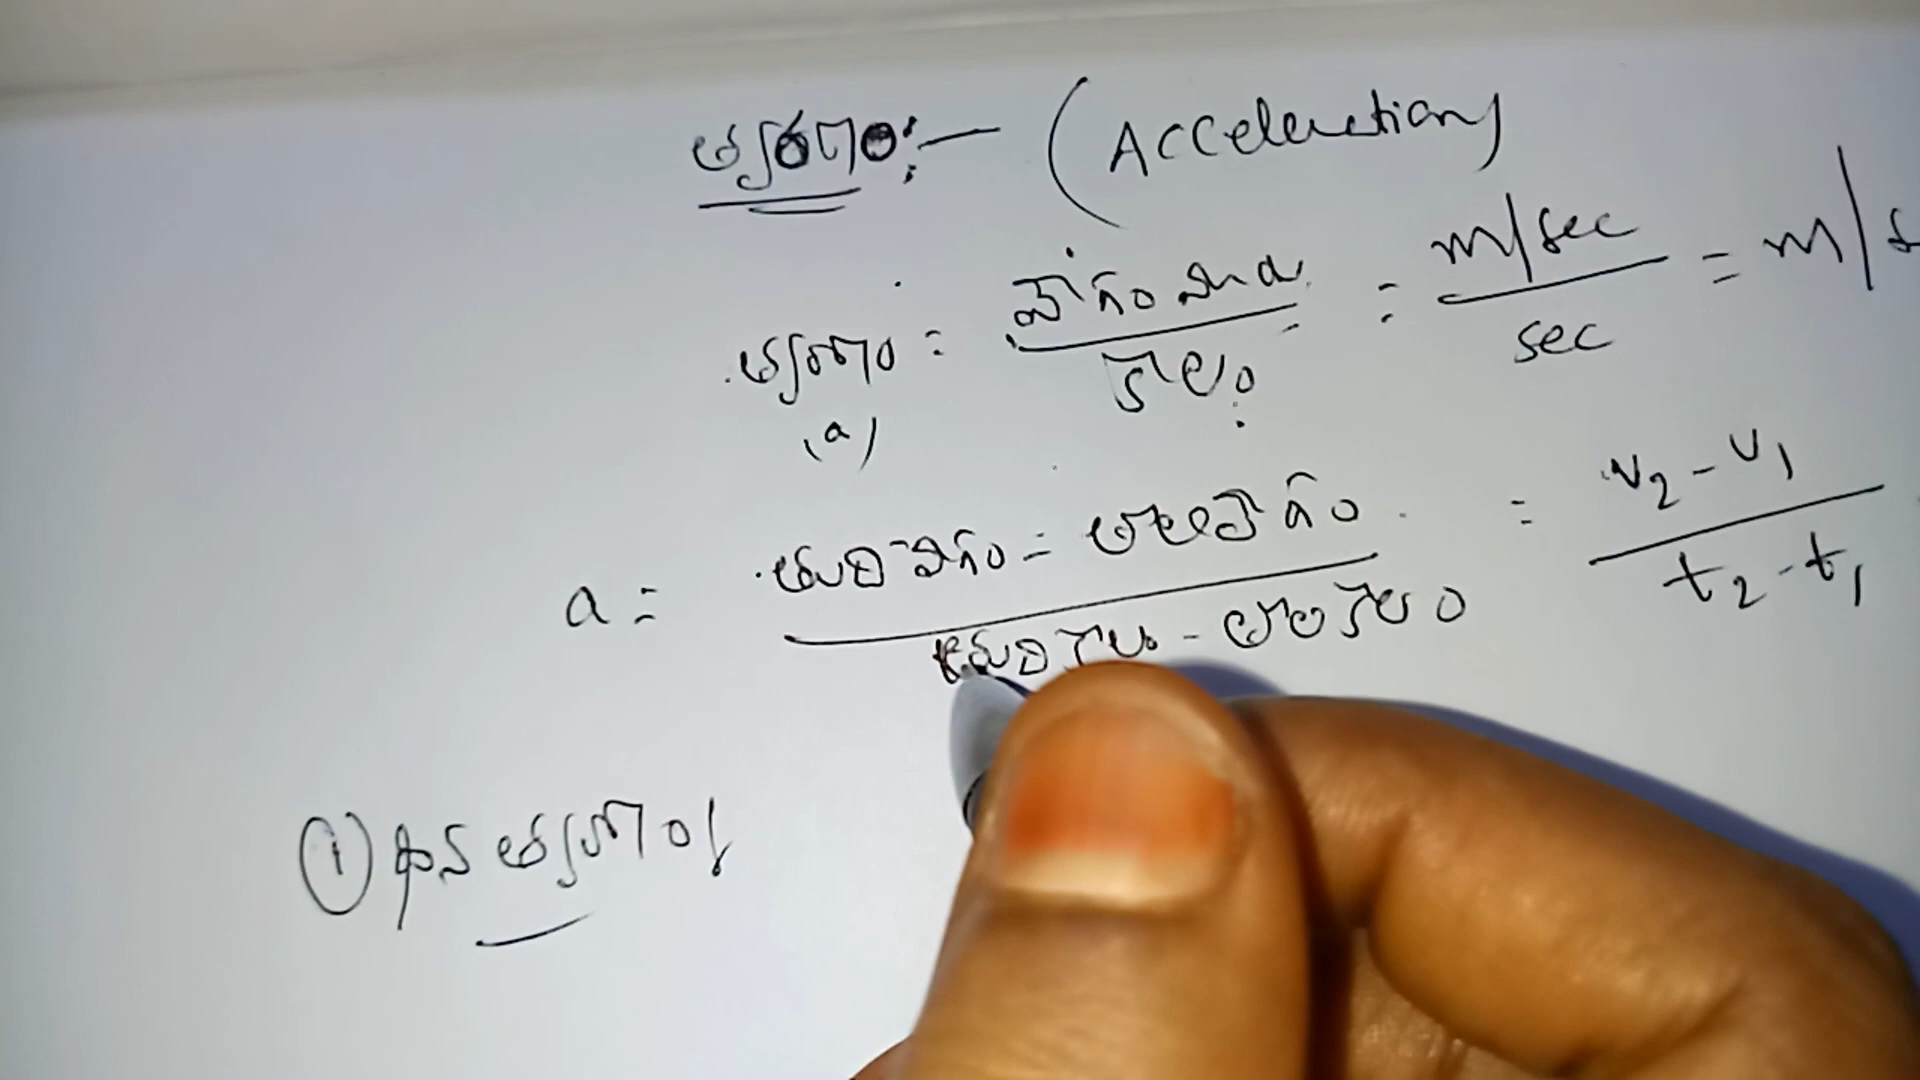 త్వరణం:— (Acceleration)
త్వరణం = వేగం మార్పు / కాలం = m/sec / sec = m/s
(a)
a = తుదివేగం - తొలివేగం / తుదికాలం - తొలికాలం = v₂ - v₁ / t₂ - t₁
① ధన త్వరణం: